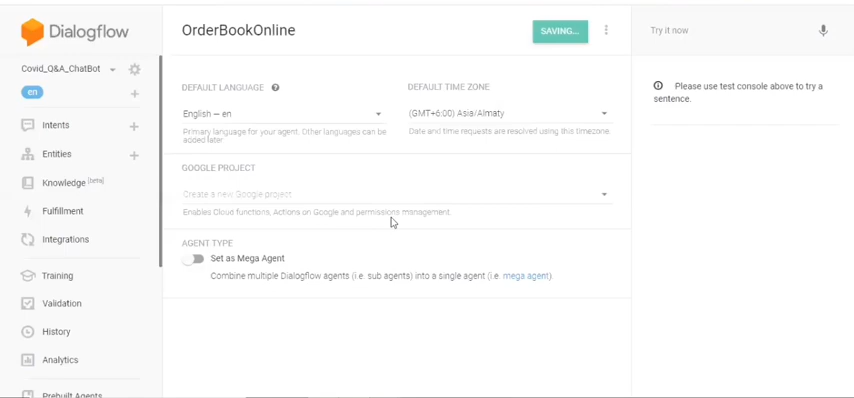 Dialogflow
Covid_Q&A_ChatBot
en
Intents
Entities
Knowledge [beta]
Fulfillment
Integrations
Training
Validation
History
Analytics
Prebuilt Agents
OrderBookOnline
SAVING...
DEFAULT LANGUAGE
DEFAULT TIME ZONE
English — en
(GMT+6:00) Asia/Almaty
Primary language for your agent. Other languages can be
added later.
Date and time requests are resolved using this timezone.
GOOGLE PROJECT
Create a new Google project
Enables Cloud functions, Actions on Google and permissions management.
AGENT TYPE
Set as Mega Agent
Combine multiple Dialogflow agents (i.e. sub agents) into a single agent (i.e. mega agent).
Try it now
Please use test console above to try a
sentence.